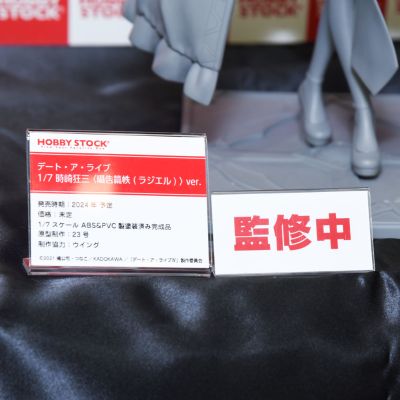 HOBBY STOCK
デート・ア・ライブ
1/7 時崎狂三〈囁告篇帙(ラジエル)〉ver.
発売時期：2024年 予定
価格：未定
1/7スケール ABS&PVC 製塗装済み完成品
原型制作：23号
制作協力：ウイング
©2021 橘公司・つなこ/KADOKAWA/「デート・ア・ライブⅣ」製作委員会
監修中
STOCK